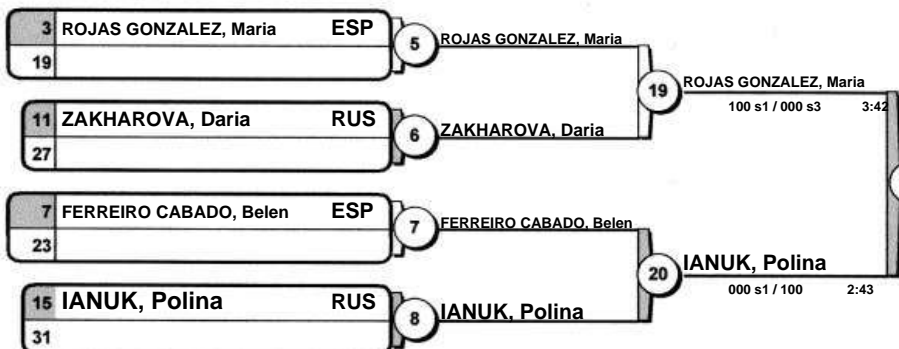 3 ROJAS GONZALEZ, Maria ESP
19
5
ROJAS GONZALEZ, Maria
11 ZAKHAROVA, Daria RUS
27
6
ZAKHAROVA, Daria
19
ROJAS GONZALEZ, Maria
100 s1 / 000 s3 3:42
7 FERREIRO CABADO, Belen ESP
23
7
FERREIRO CABADO, Belen
15 IANUK, Polina RUS
31
8
IANUK, Polina
20
IANUK, Polina
000 s1 / 100 2:43